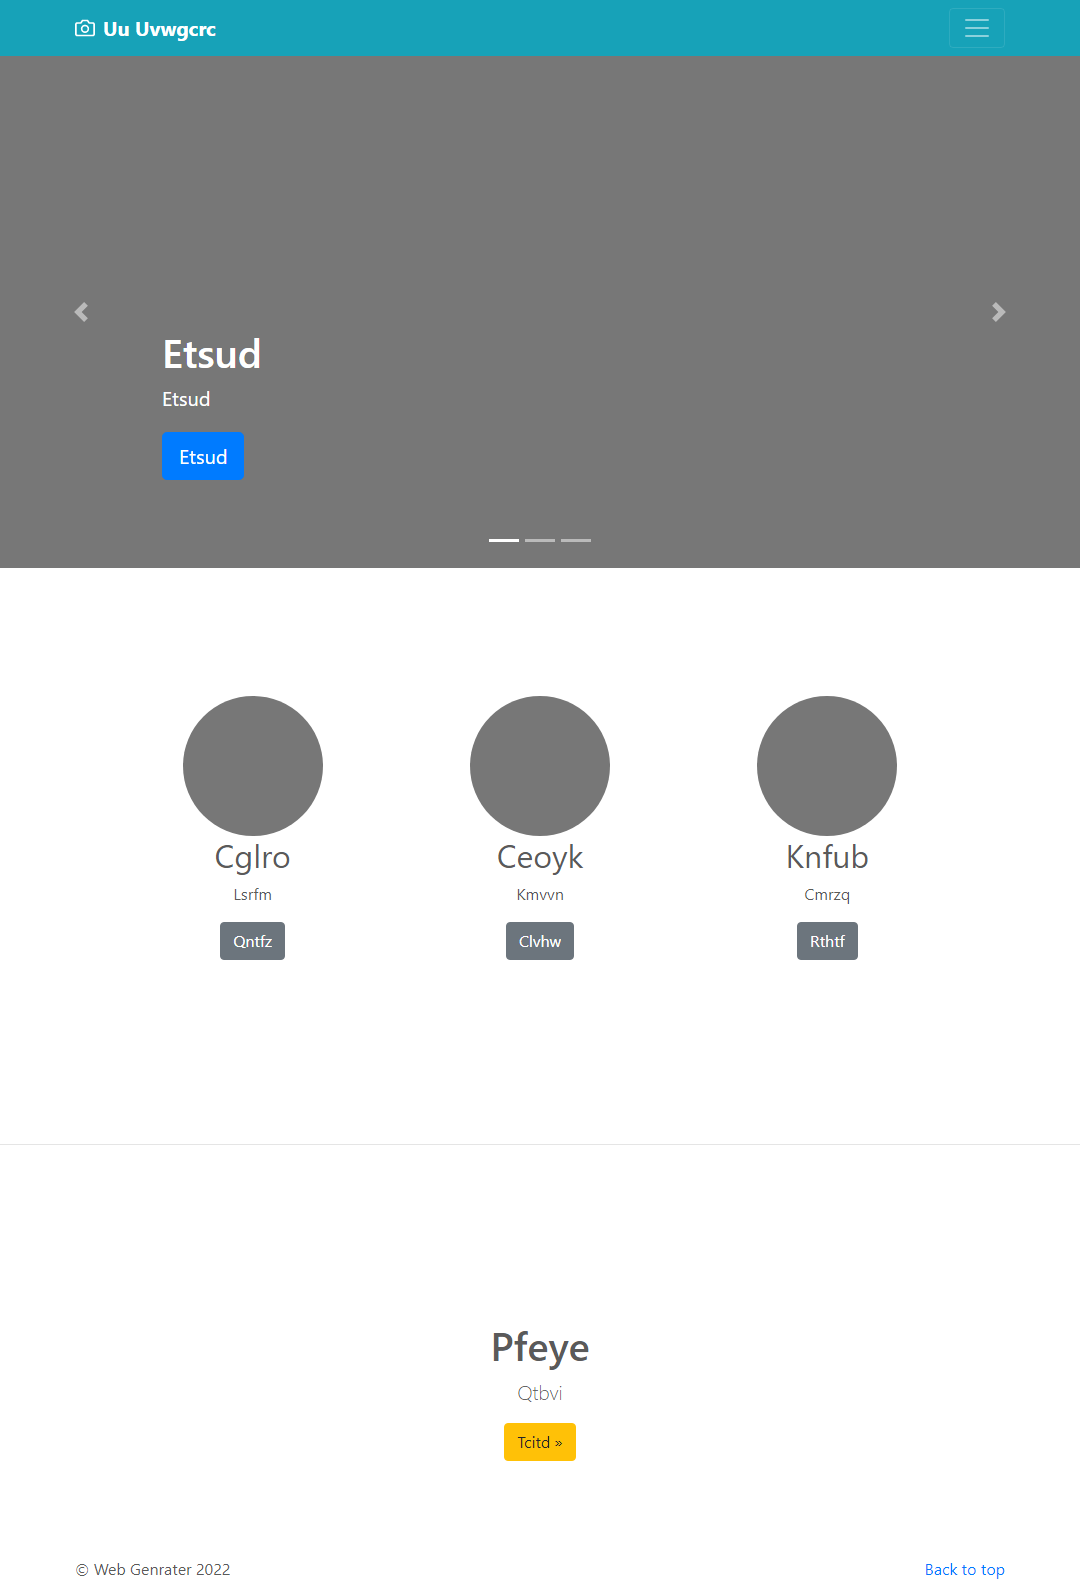 Uu Uvwgcrc
Etsud
Etsud
Etsud
Cglro
Lsrfm
Qntfz
Ceoyk
Kmvvn
Clvhw
Knfub
Cmrzq
Rthtf
Pfeye
Qtbvi
Tcitd »
© Web Genrater 2022
Back to top